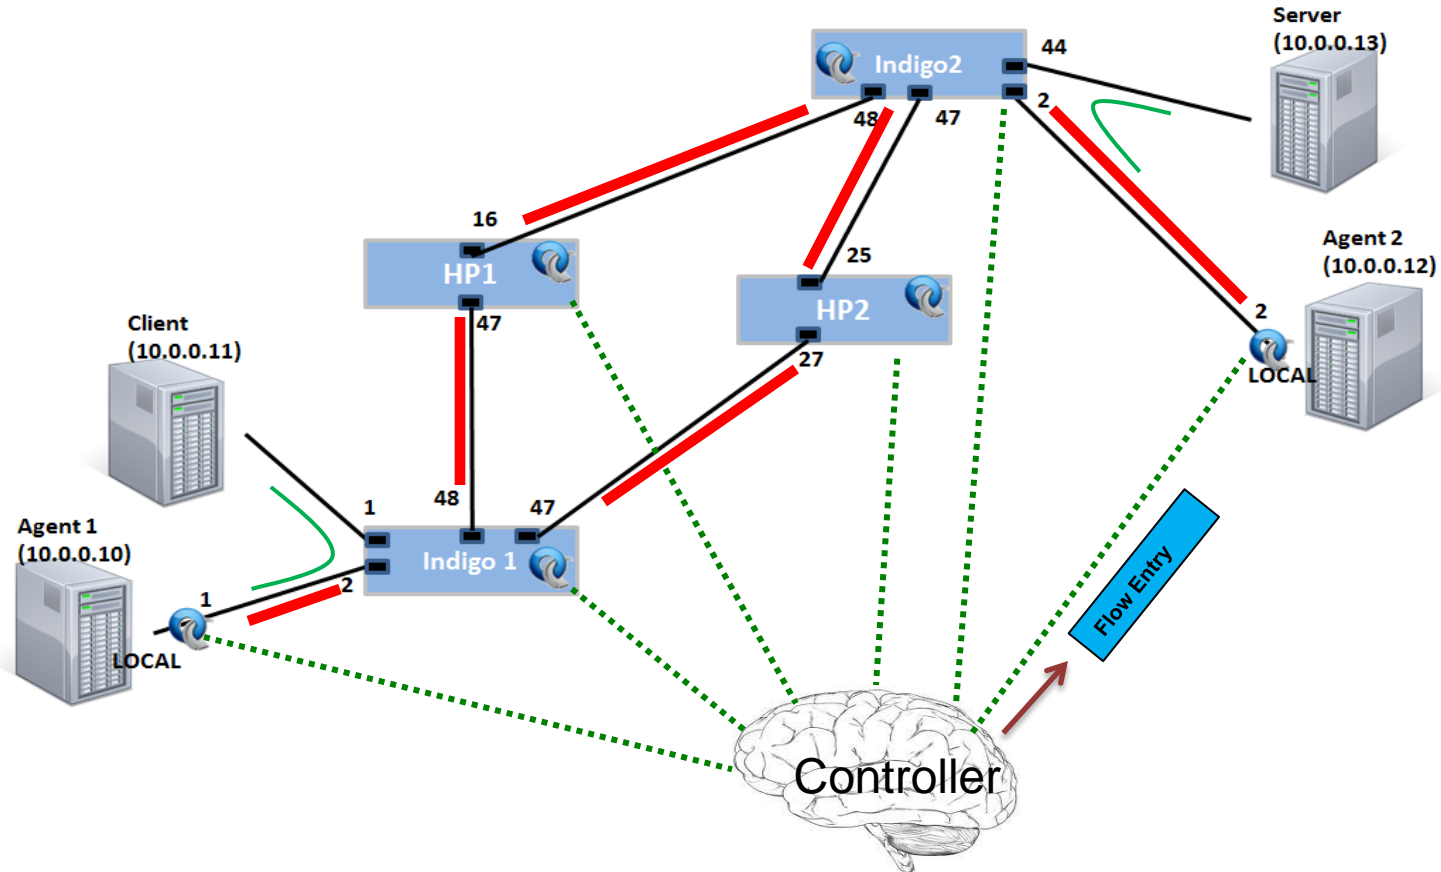 Server
(10.0.0.13)
44
Indigo2
2
48
47
16
HP1
47
25
HP2
27
Agent 2
(10.0.0.12)
2
LOCAL
Client
(10.0.0.11)
1
48
47
Indigo 1
2
Agent 1
(10.0.0.10)
1
LOCAL
Flow Entry
Controller